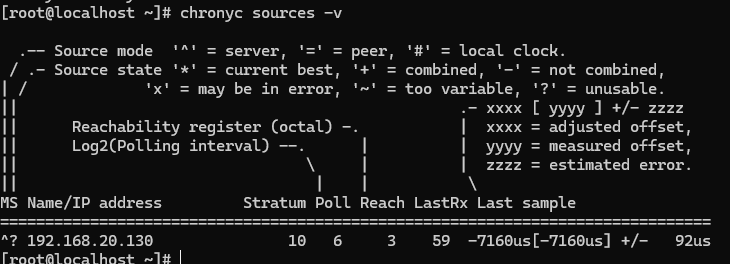 [root@localhost ~]# chronyc sources -v

  .-- Source mode  '^' = server, '=' = peer, '#' = local clock.
 / .- Source state '*' = current best, '+' = combined, '-' = not combined,
| /             'x' = may be in error, '~' = too variable, '?' = unusable.
||                                                 .- xxxx [ yyyy ] +/- zzzz
||      Reachability register (octal) -.           |  xxxx = adjusted offset,
||      Log2(Polling interval) --.      |          |  yyyy = measured offset,
||                                \     |          |  zzzz = estimated error.
||                                 |    |           \
MS Name/IP address         Stratum Poll Reach LastRx Last sample
===============================================================================
^? 192.168.20.130               10   6     3    59  -7160us[-7160us] +/-   92us
[root@localhost ~]#